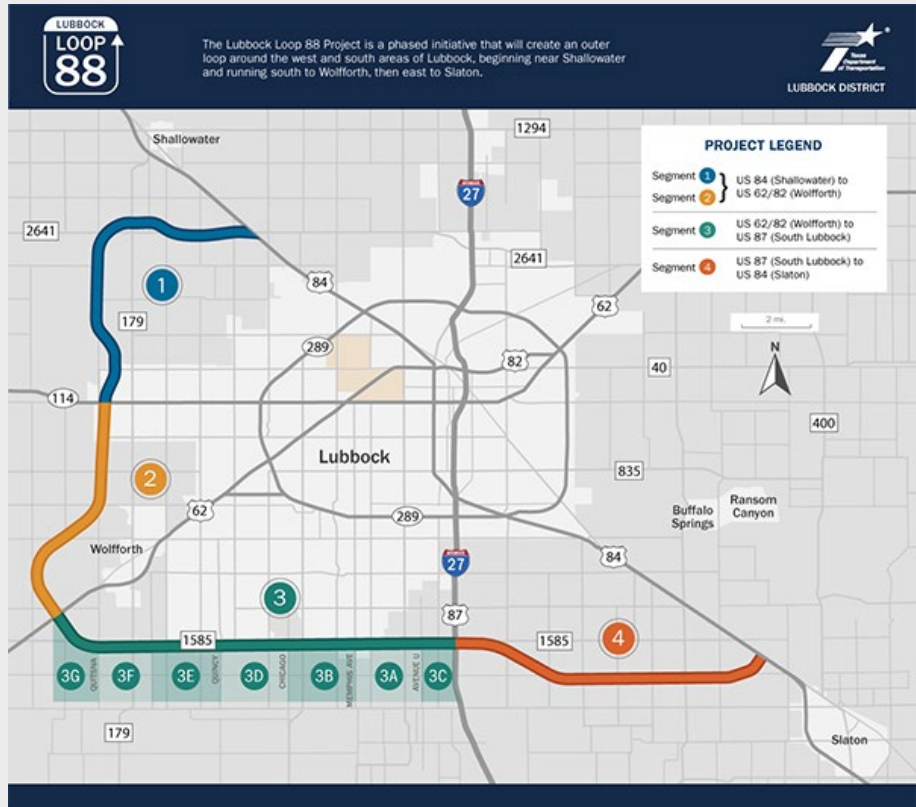 LUBBOCK
LOOP
88
The Lubbock Loop 88 Project is a phased initiative that will create an outer
loop around the west and south areas of Lubbock, beginning near Shallowater
and running south to Wolfforth, then east to Slaton.
Texas
Department
of Transportation
LUBBOCK DISTRICT
Shallowater
1294
PROJECT LEGEND
Segment 1
Segment 2
US 84 (Shallowater) to
US 62/82 (Wolfforth)
Segment 3
US 62/82 (Wolfforth) to
US 87 (South Lubbock)
Segment 4
US 87 (South Lubbock) to
US 84 (Slaton)
27
2641
2641
84
1
62
179
2 mi.
289
N
82
40
114
400
Lubbock
835
2
62
289
Buffalo
Springs
Ransom
Canyon
Wolfforth
84
27
3
87
1585
1585
4
3G
QUITSNA
3F
3E
QUINCY
3D
CHICAGO
3B
MEMPHIS AVE
3A
AVENUE U
3C
179
Slaton